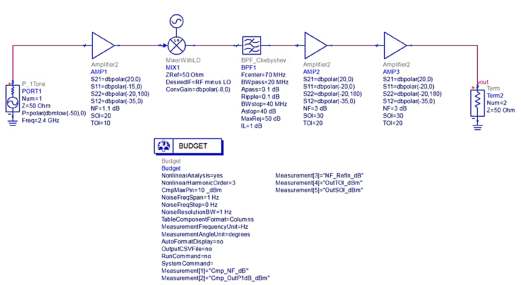 P_1Tone
PORT1
Num=1
Z=50 Ohm
P=polar(dbmtow(-50),0)
Freq=2.4 GHz
Amplifier2
AMP1
S21=dbpolar(20,0)
S11=dbpolar(-15,0)
S22=dbpolar(-20,180)
S12=dbpolar(-35,0)
NF=1.1 dB
SOI=20
TOI=10
MixerWithLO
MIX1
ZRef=50 Ohm
DesiredIF=RF minus LO
ConvGain=dbpolar(-8,0)
BPF_Chebyshev
BPF1
Fcenter=70 MHz
BWpass=20 MHz
Apass=0.1 dB
Ripple=0.1 dB
BWstop=40 MHz
Astop=40 dB
MaxRej=50 dB
IL=1 dB
Amplifier2
AMP2
S21=dbpolar(20,0)
S11=dbpolar(-20,0)
S22=dbpolar(-20,180)
S12=dbpolar(-35,0)
NF=3 dB
SOI=30
TOI=20
Amplifier2
AMP3
S21=dbpolar(20,0)
S11=dbpolar(-20,0)
S22=dbpolar(-20,180)
S12=dbpolar(-35,0)
NF=3 dB
SOI=30
TOI=20
vout
Term
Term2
Num=2
Z=50 Ohm
BUDGET
Budget
Budget
NonlinearAnalysis=yes
NonlinearHarmonicOrder=3
CmpMaxPin=10 _dBm
NoiseFreqSpan=1 Hz
NoiseFreqStep=0 Hz
NoiseResolutionBW=1 Hz
TableComponentFormat=Columns
MeasurementFrequencyUnit=Hz
MeasurementAngleUnit=degrees
AutoFormatDisplay=no
OutputCSVFile=no
RunCommand=no
SystemCommand=
Measurement[1]="Cmp_NF_dB"
Measurement[2]="Cmp_OutP1dB_dBm"
Measurement[3]="NF_RefIn_dB"
Measurement[4]="OutTOI_dBm"
Measurement[5]="OutSOI_dBm"